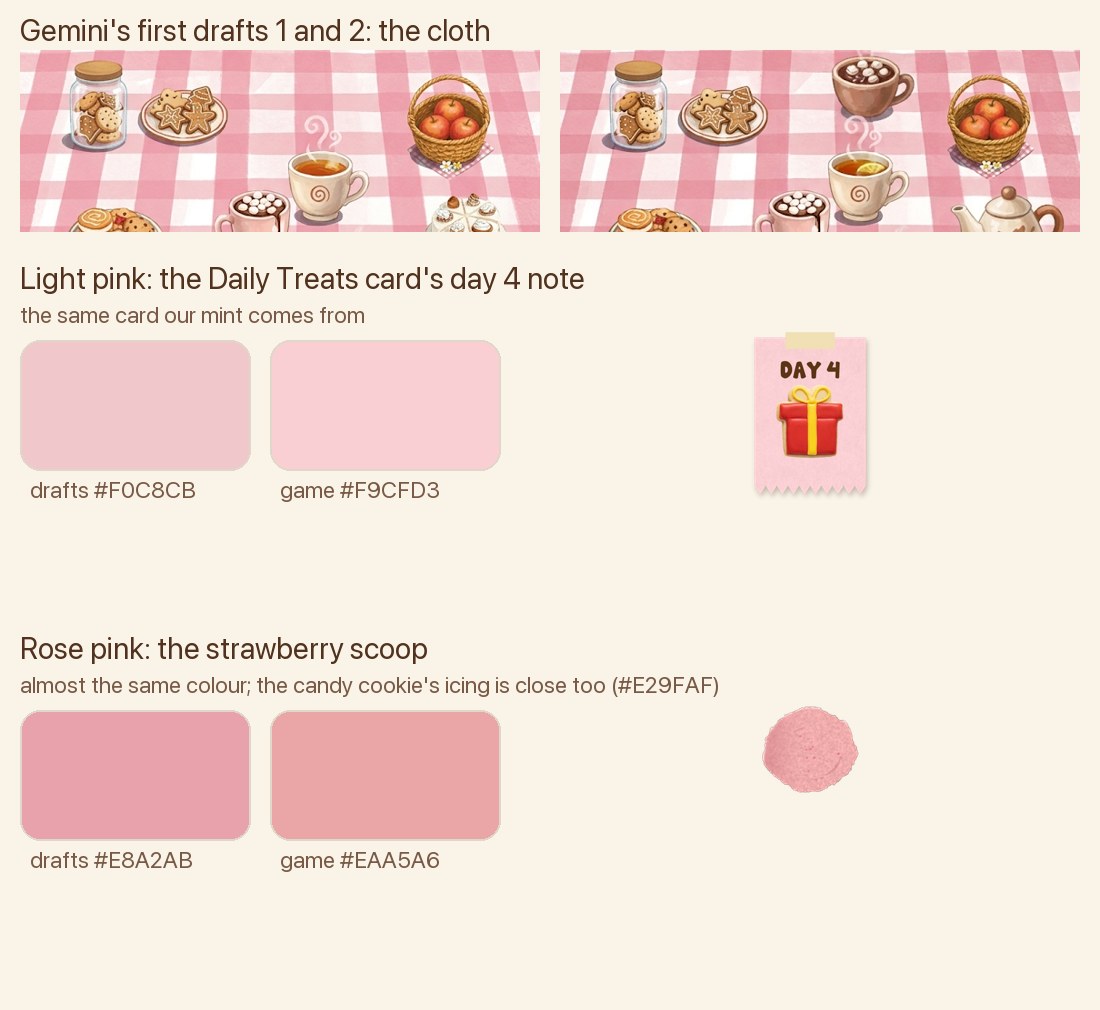 Gemini's first drafts 1 and 2: the cloth
Light pink: the Daily Treats card's day 4 note
the same card our mint comes from
DAY 4
drafts #F0C8CB
game #F9CFD3
Rose pink: the strawberry scoop
almost the same colour; the candy cookie's icing is close too (#E29FAF)
drafts #E8A2AB
game #EAA5A6